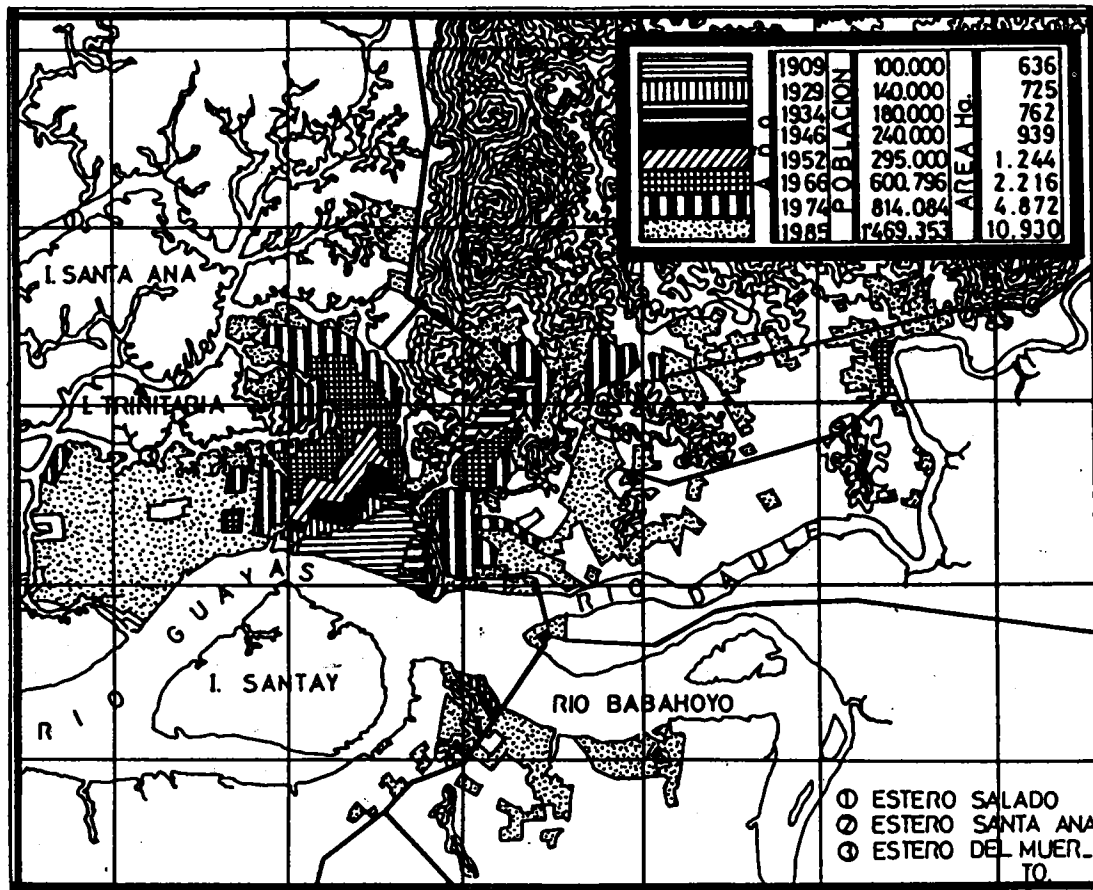 1909 100.000 636
1929 140.000 725
1934 180.000 762
1946 240.000 939
1952 295.000 1.244
1966 600.796 2.216
1974 814.084 4.872
1985 1'469.353 10.930
AÑO
POBLACION
AREA Ha.
I. SANTA ANA
I. TRINITARIA
RIO GUAYAS
I. SANTAY
RIO DAULE
RIO BABAHOYO
① ESTERO SALADO
② ESTERO SANTA ANA
③ ESTERO DEL MUER_
TO.